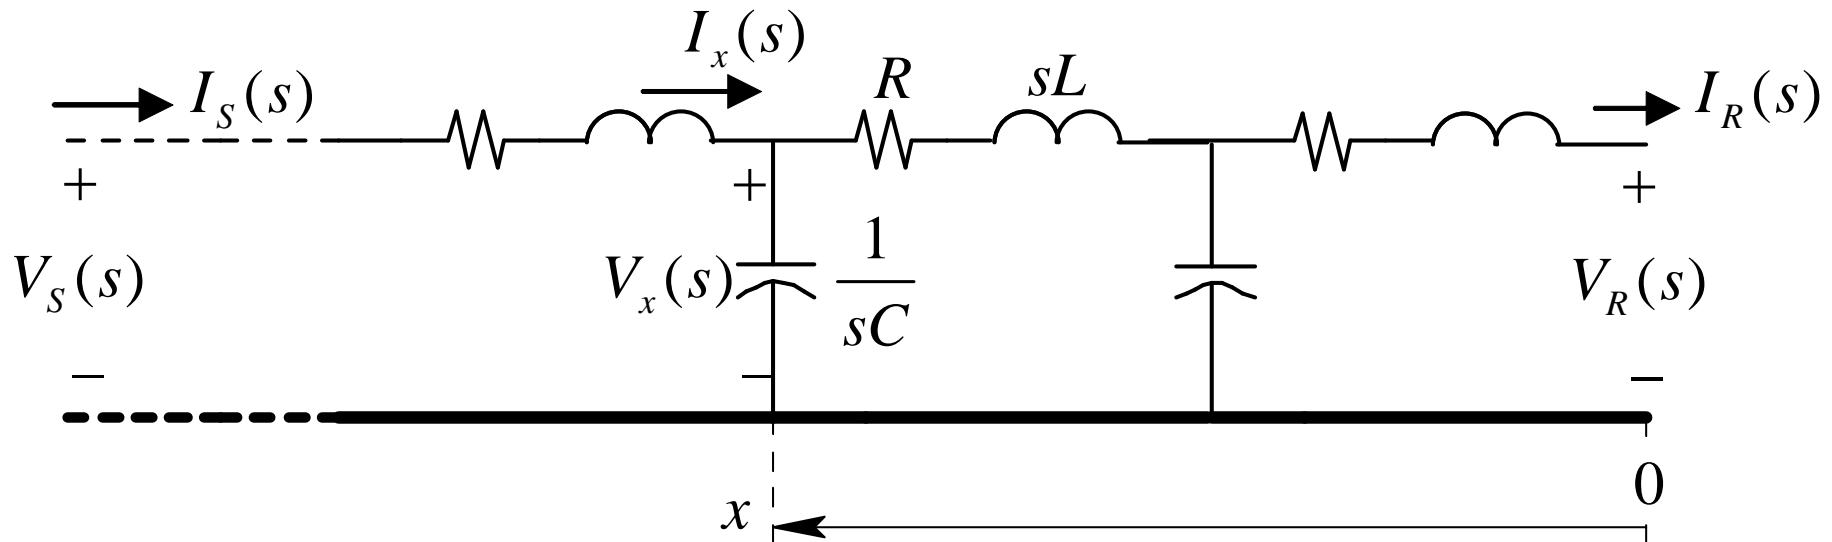 I_x(s)
I_S(s) R sL I_R(s)
+ + +
V_S(s) V_x(s) 1/sC V_R(s)
− − −
x 0